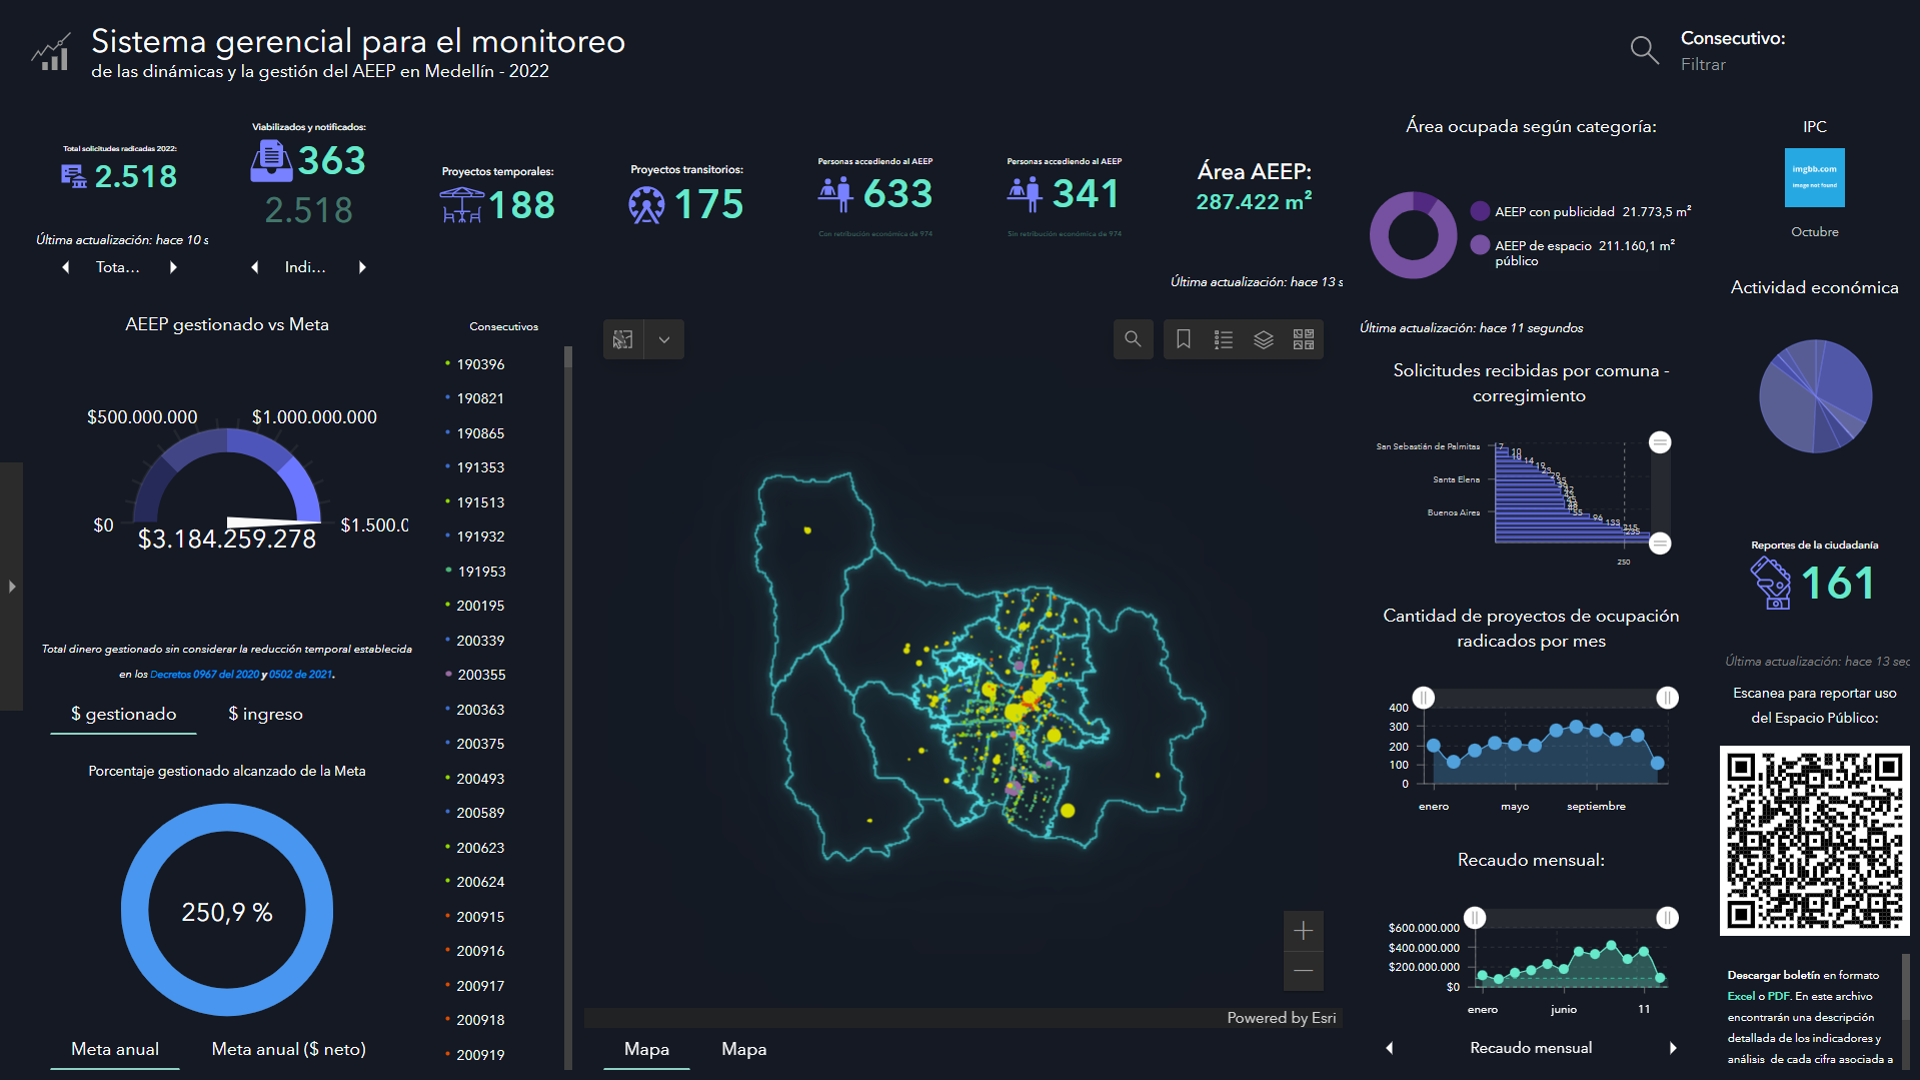 Sistema gerencial para el monitoreo
de las dinámicas y la gestión del AEEP en Medellín - 2022
Consecutivo:
Filtrar
Total solicitudes radicadas 2022:
2.518
Última actualización: hace 10 s
Tota...
Viabilizados y notificados:
363
2.518
Indi...
Proyectos temporales:
188
Proyectos transitorios:
175
Personas accediendo al AEEP
633
Con retribución económica de 974
Personas accediendo al AEEP
341
Sin retribución económica de 974
Área AEEP:
287.422 m²
Última actualización: hace 13 s
Área ocupada según categoría:
AEEP con publicidad 21.773,5 m²
AEEP de espacio 211.160,1 m²
público
Última actualización: hace 11 segundos
IPC
imgbb.com
image not found
Octubre
AEEP gestionado vs Meta
$500.000.000
$1.000.000.000
$0
$1.500.0
$3.184.259.278
Total dinero gestionado sin considerar la reducción temporal establecida
en los Decretos 0967 del 2020 y 0502 de 2021.
$ gestionado
$ ingreso
Porcentaje gestionado alcanzado de la Meta
250,9 %
Meta anual
Meta anual ($ neto)
Consecutivos
190396
190821
190865
191353
191513
191932
191953
200195
200339
200355
200363
200375
200493
200589
200623
200624
200915
200916
200917
200918
200919
Powered by Esri
Mapa
Mapa
Solicitudes recibidas por comuna -
corregimiento
San Sebastián de Palmitas
Santa Elena
Buenos Aires
7
10
14
55
96
133
215
235
250
Cantidad de proyectos de ocupación
radicados por mes
400
300
200
100
0
enero
mayo
septiembre
Recaudo mensual:
$600.000.000
$400.000.000
$200.000.000
$0
enero
junio
11
Recaudo mensual
Actividad económica
Reportes de la ciudadanía
161
Última actualización: hace 13 seg
Escanea para reportar uso
del Espacio Público:
Descargar boletín en formato
Excel o PDF. En este archivo
encontrarán una descripción
detallada de los indicadores y
análisis de cada cifra asociada a